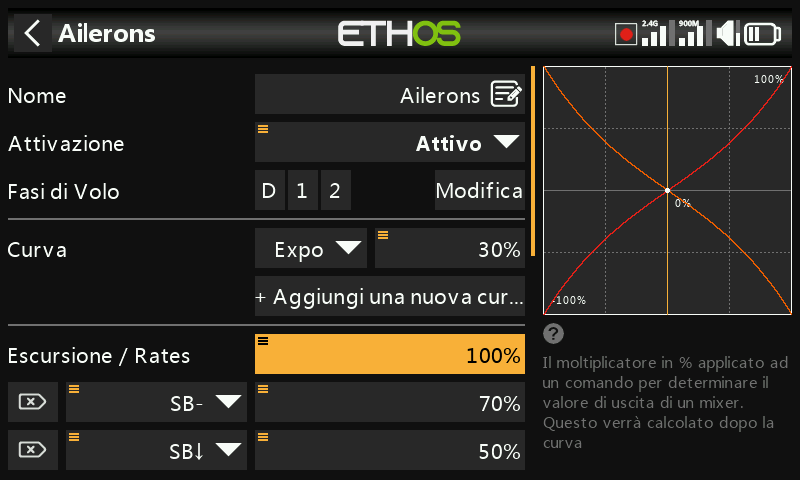 Ailerons
ETHOS
2.4G
900M
Nome
Ailerons
Attivazione
Attivo
Fasi di Volo
D 1 2
Modifica
Curva
Expo
30%
+ Aggiungi una nuova cur...
Escursione / Rates
100%
SB-
70%
SB↓
50%
100%
0%
-100%
?
Il moltiplicatore in % applicato ad
un comando per determinare il
valore di uscita di un mixer.
Questo verrà calcolato dopo la
curva